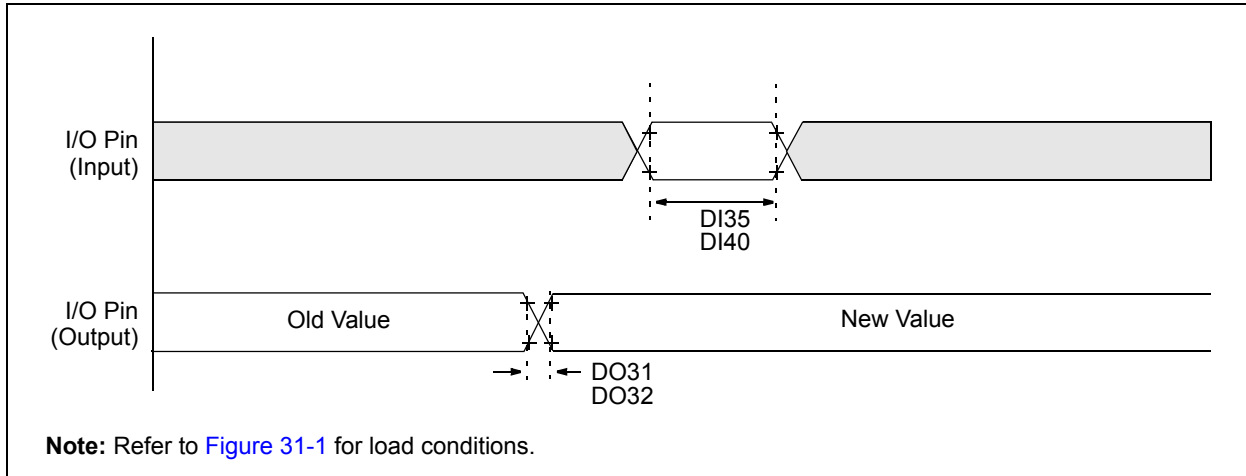 I/O Pin
(Input)
DI35
DI40
I/O Pin
(Output)
Old Value
New Value
DO31
DO32
Note: Refer to Figure 31-1 for load conditions.